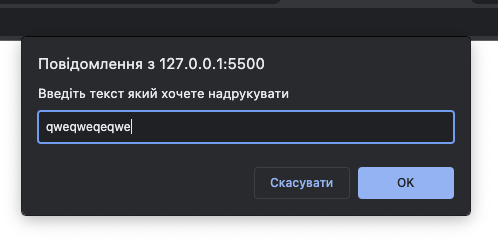 Повідомлення з 127.0.0.1:5500
Введіть текст який хочете надрукувати
qweqweqeqwe
Скасувати OK